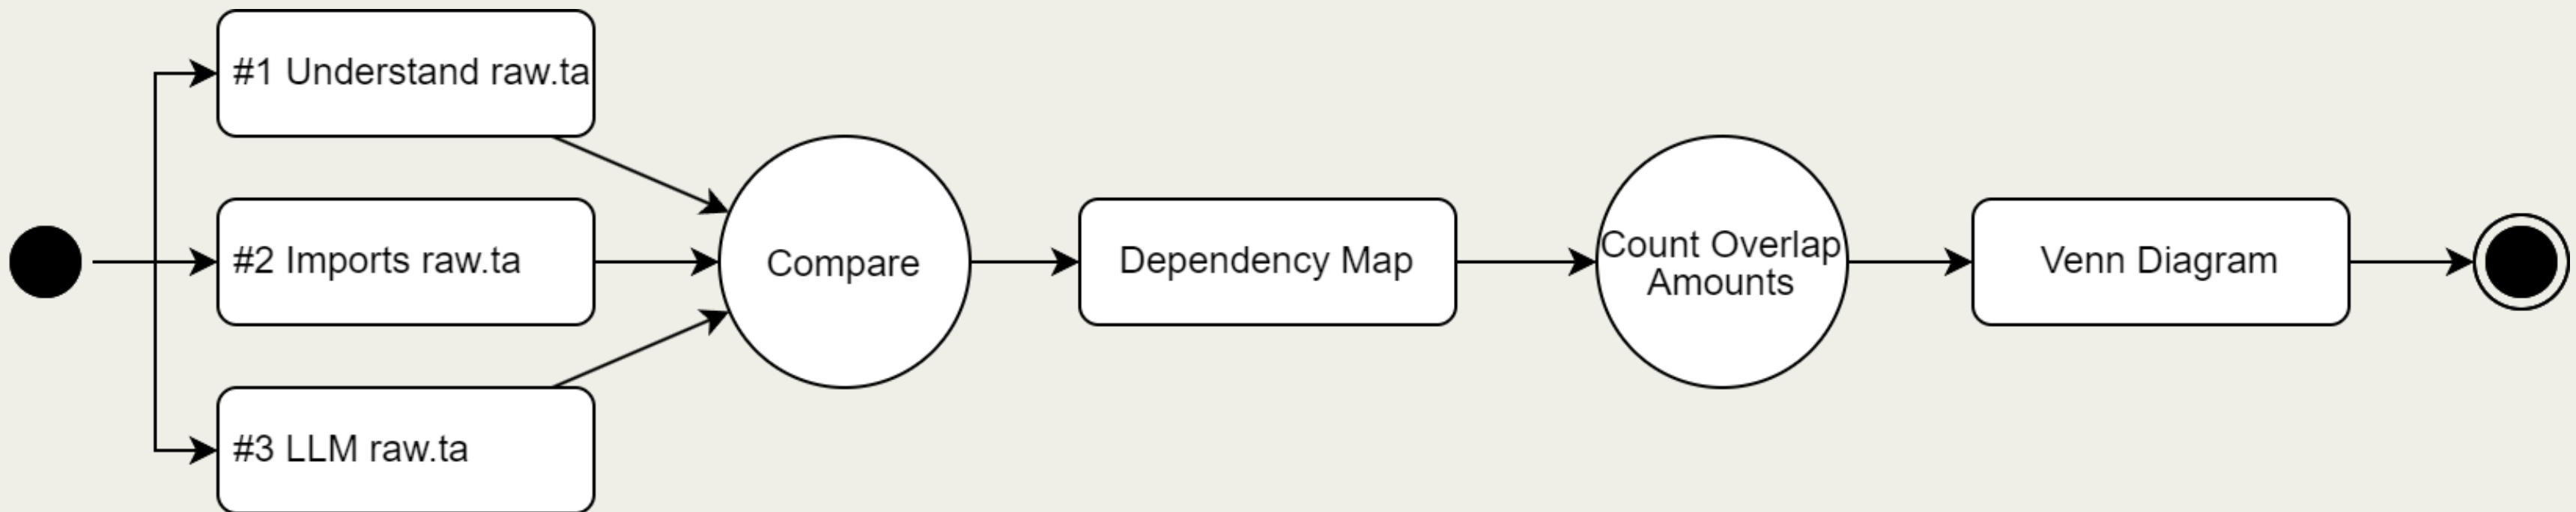 #1 Understand raw.ta
#2 Imports raw.ta
#3 LLM raw.ta
Compare
Dependency Map
Count Overlap
Amounts
Venn Diagram